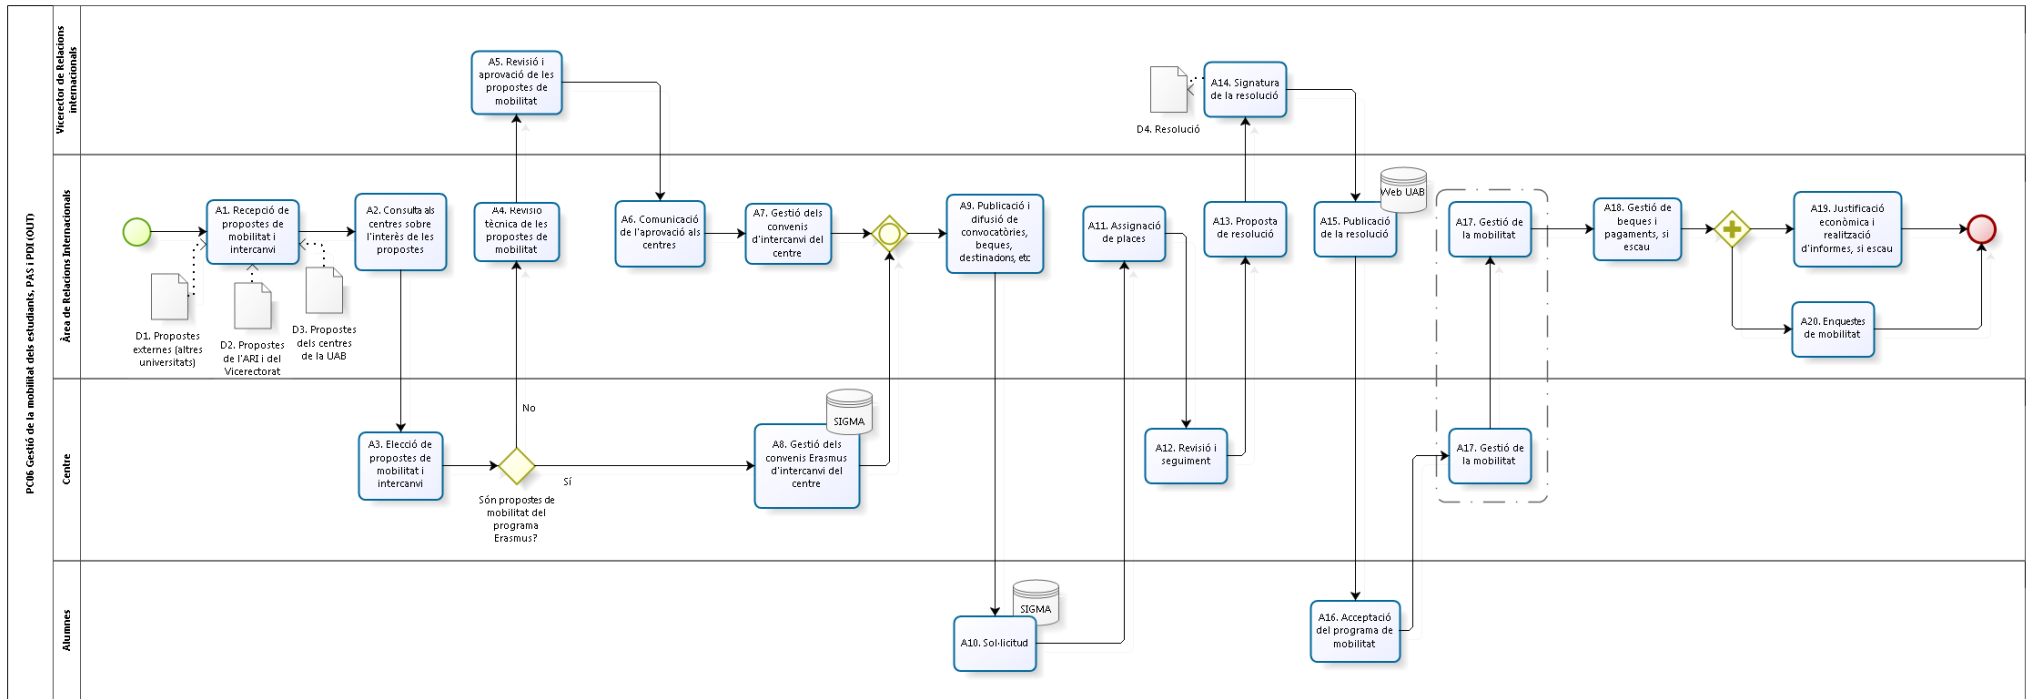 PC06 Gestió de la mobilitat dels estudiants, PAS i PDI (OUT)
Vicerector de Relacions
internacionals
A5. Revisió i
aprovació de les
propostes de
mobilitat
D4. Resolució
A14. Signatura
de la resolució
Àrea de Relacions Internacionals
A1. Recepció de
propostes de
mobilitat i
intercanvi
D1. Propostes
externes (altres
universitats)
D2. Propostes
de l'ARI i del
Vicerectorat
D3. Propostes
dels centres
de la UAB
A2. Consulta als
centres sobre
l'interès de les
propostes
A4. Revisió
tècnica de les
propostes de
mobilitat
A6. Comunicació
de l'aprovació als
centres
A7. Gestió dels
convenis
d'intercanvi del
centre
A9. Publicació i
difusió de
convocatòries,
beques,
destinadons, etc
A11. Assignació
de places
A13. Proposta
de resolució
Web UAB
A15. Publicació
de la resolució
A17. Gestió de
la mobilitat
A18. Gestió de
beques i
pagaments, si
escau
A19. Justificació
econòmica i
realització
d'informes, si escau
A20. Enquestes
de mobilitat
Centre
A3. Elecció de
propostes de
mobilitat i
intercanvi
No
Sí
Són propostes de
mobilitat del
programa
Erasmus?
SIGMA
A8. Gestió dels
convenis Erasmus
d'intercanvi del
centre
A12. Revisió i
seguiment
A17. Gestió de
la mobilitat
Alumnes
SIGMA
A10. Sol·licitud
A16. Acceptació
del programa de
mobilitat